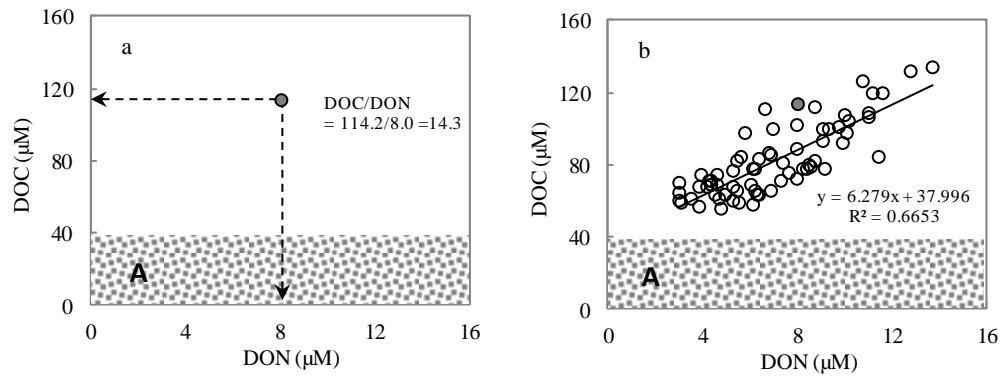 160
120
80
40
0
DOC (μM)
a
DOC/DON
= 114.2/8.0 =14.3
A
0 4 8 12 16
DON (μM)
160
120
80
40
0
DOC (μM)
b
y = 6.279x + 37.996
R² = 0.6653
A
0 4 8 12 16
DON (μM)